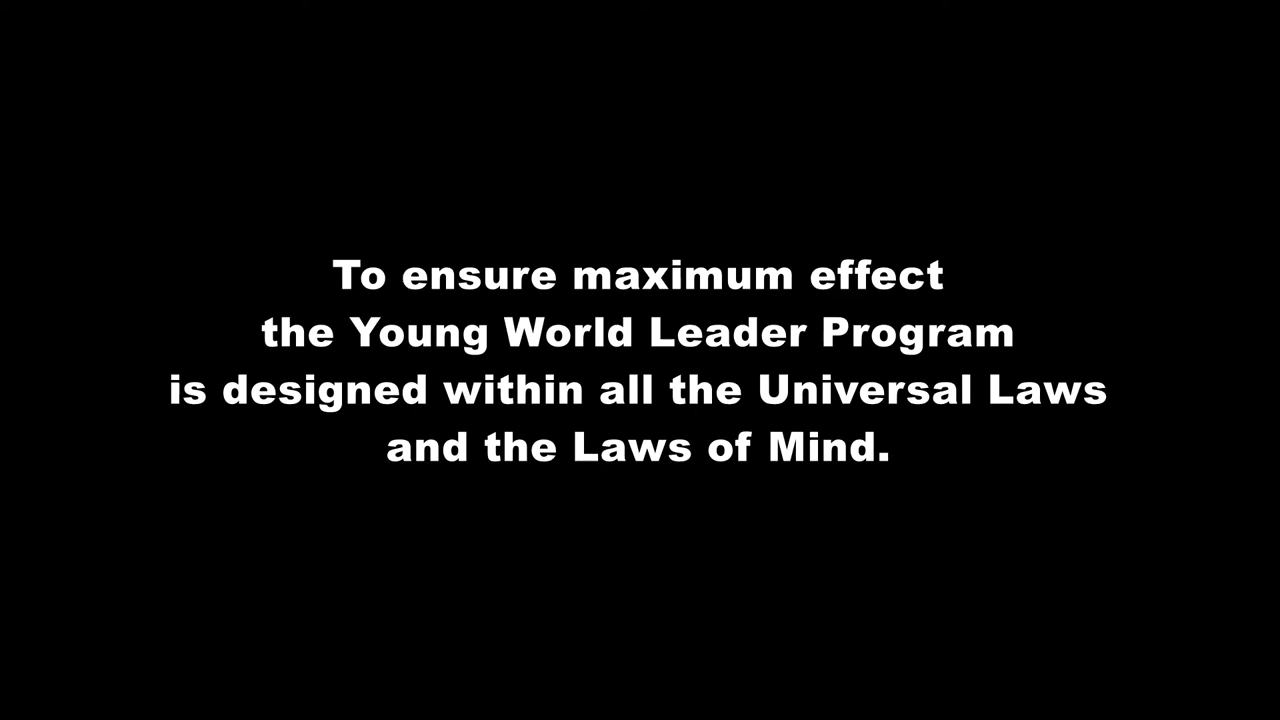 To ensure maximum effect
the Young World Leader Program
is designed within all the Universal Laws
and the Laws of Mind.